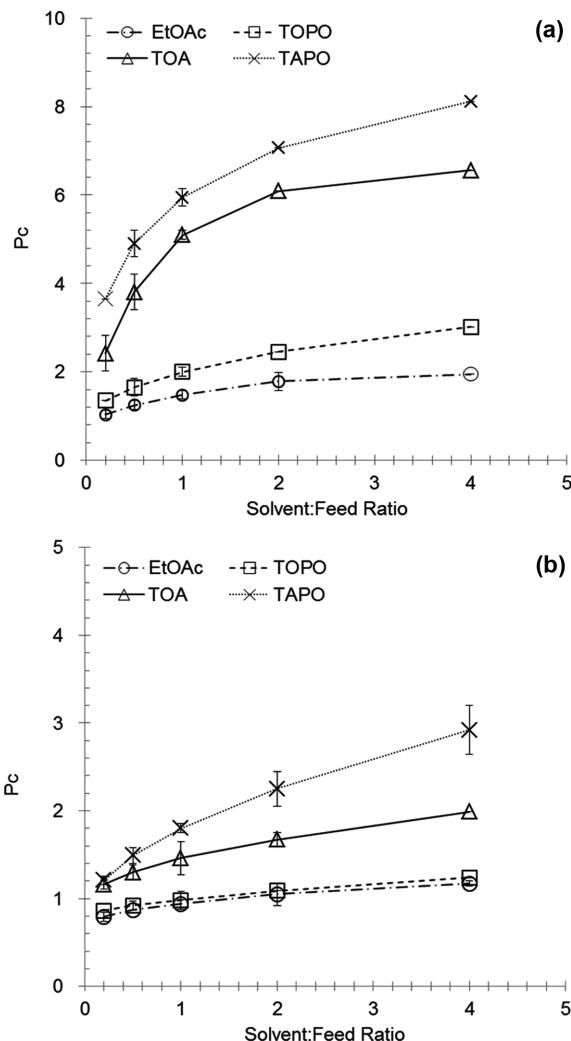 10
EtOAc TOPO (a)
TOA TAPO
8
6
Pc
4
2
0
0 1 2 3 4 5
Solvent:Feed Ratio
5
EtOAc TOPO (b)
TOA TAPO
4
3
Pc
2
1
0
0 1 2 3 4 5
Solvent:Feed Ratio